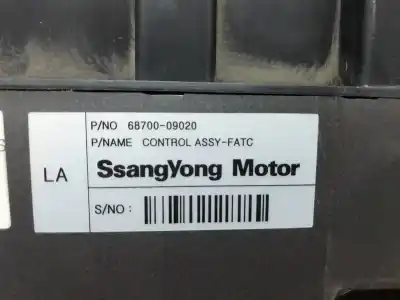 P/NO 68700-09020
P/NAME CONTROL ASSY-FATC
LA
SsangYong Motor
S/NO :